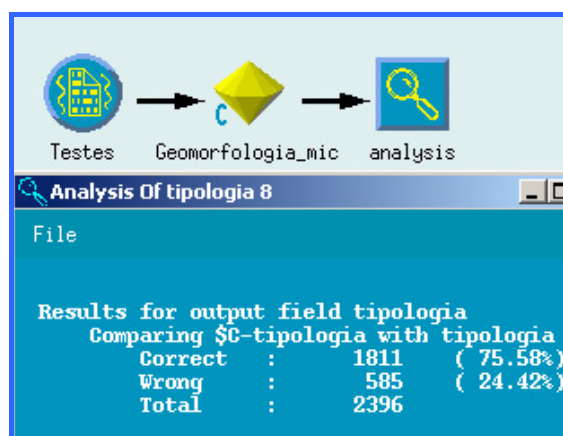 C
Testes Geomorfologia_mic analysis
Analysis Of tipologia 8
File
Results for output field tipologia
Comparing $C-tipologia with tipologia
Correct : 1811 ( 75.58%)
Wrong : 585 ( 24.42%)
Total : 2396